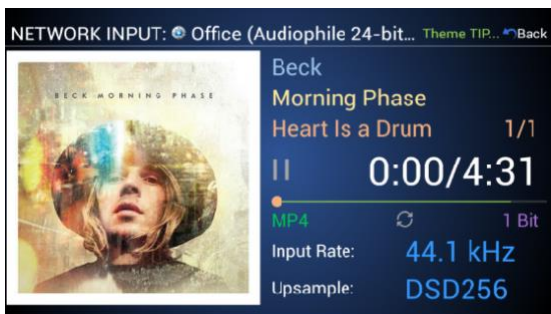 NETWORK INPUT: Office (Audiophile 24-bit... Theme TIP... Back
BECK MORNING PHASE
Beck
Morning Phase
Heart Is a Drum 1/1
0:00/4:31
MP4 1 Bit
Input Rate: 44.1 kHz
Upsample: DSD256